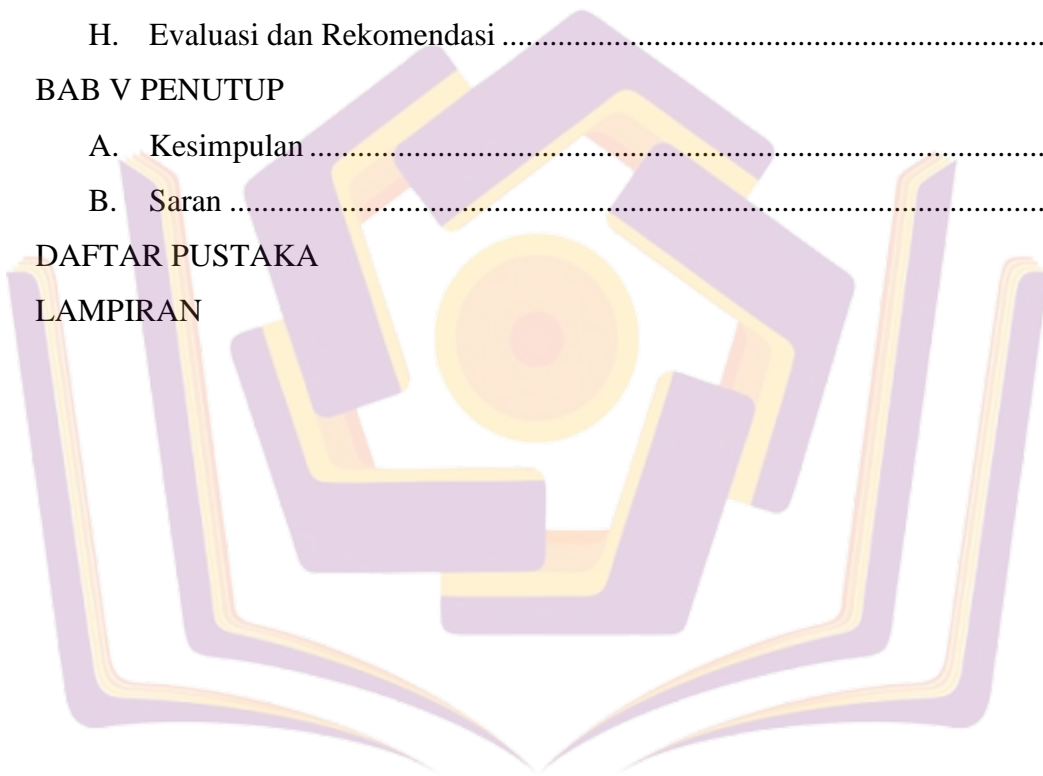 H. Evaluasi dan Rekomendasi ........................................................................
BAB V PENUTUP
A. Kesimpulan ..................................................................................................
B. Saran .............................................................................................................
DAFTAR PUSTAKA
LAMPIRAN